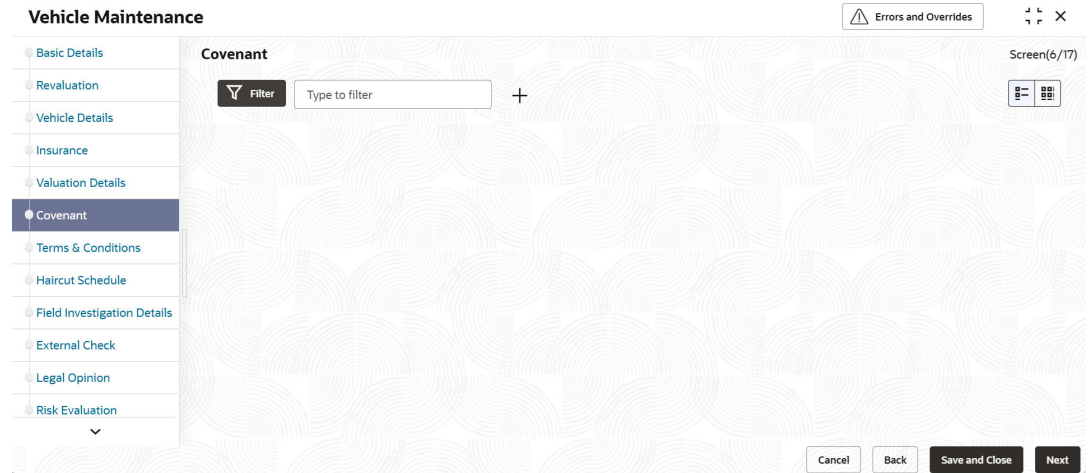 Vehicle Maintenance
Errors and Overrides
Basic Details
Revaluation
Vehicle Details
Insurance
Valuation Details
Covenant
Terms & Conditions
Haircut Schedule
Field Investigation Details
External Check
Legal Opinion
Risk Evaluation
Covenant
Screen(6/17)
Filter
Type to filter
Cancel
Back
Save and Close
Next